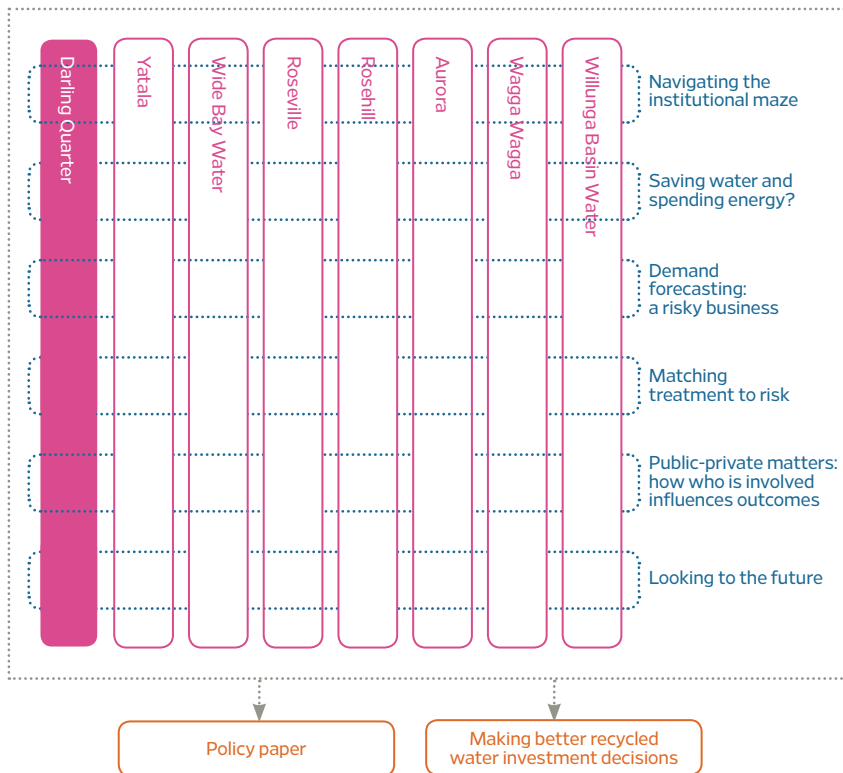 Darling Quarter
Yatala
Wide Bay Water
Roseville
Rosehill
Aurora
Wagga Wagga
Willunga Basin Water
Navigating the
institutional maze
Saving water and
spending energy?
Demand
forecasting:
a risky business
Matching
treatment to risk
Public-private matters:
how who is involved
influences outcomes
Looking to the future
Policy paper
Making better recycled
water investment decisions